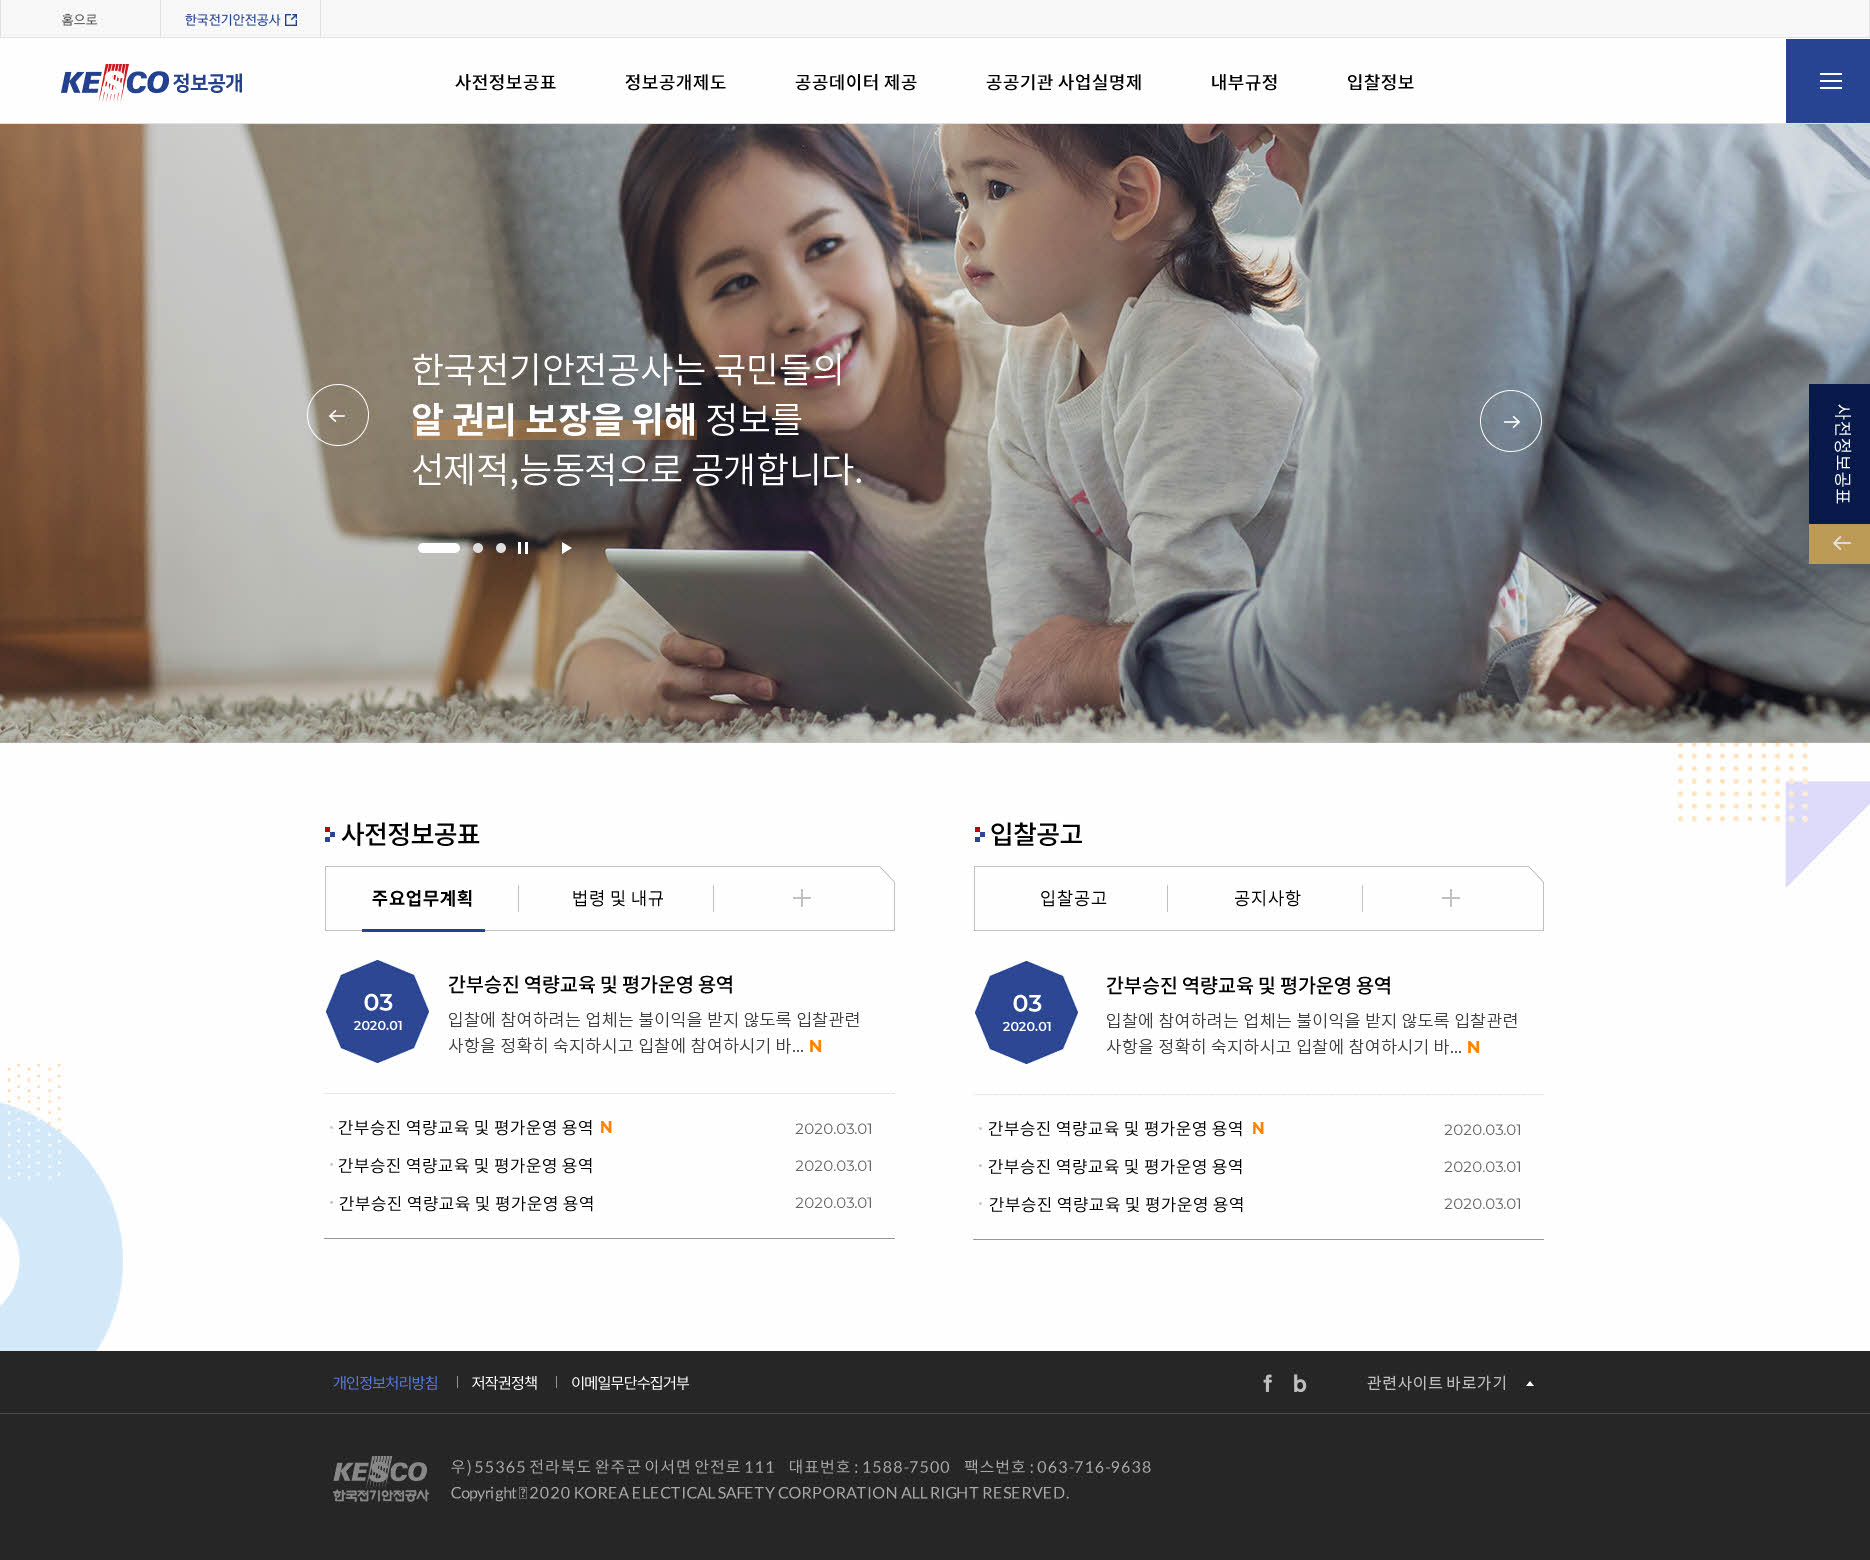 홈으로
한국전기안전공사
KESCO 정보공개
사전정보공표
정보공개제도
공공데이터 제공
공공기관 사업실명제
내부규정
입찰정보
한국전기안전공사는 국민들의
알 권리 보장을 위해 정보를
선제적,능동적으로 공개합니다.
사전정보공표
사전정보공표
주요업무계획
법령 및 내규
03
2020.01
간부승진 역량교육 및 평가운영 용역
입찰에 참여하려는 업체는 불이익을 받지 않도록 입찰관련
사항을 정확히 숙지하시고 입찰에 참여하시기 바... N
간부승진 역량교육 및 평가운영 용역 N 2020.03.01
간부승진 역량교육 및 평가운영 용역 2020.03.01
간부승진 역량교육 및 평가운영 용역 2020.03.01
입찰공고
입찰공고
공지사항
03
2020.01
간부승진 역량교육 및 평가운영 용역
입찰에 참여하려는 업체는 불이익을 받지 않도록 입찰관련
사항을 정확히 숙지하시고 입찰에 참여하시기 바... N
간부승진 역량교육 및 평가운영 용역 N 2020.03.01
간부승진 역량교육 및 평가운영 용역 2020.03.01
간부승진 역량교육 및 평가운영 용역 2020.03.01
개인정보처리방침
저작권정책
이메일무단수집거부
f b
관련사이트 바로가기
KESCO
한국전기안전공사
우) 55365 전라북도 완주군 이서면 안전로 111 대표번호 : 1588-7500 팩스번호 : 063-716-9638
Copyright 2020 KOREA ELECTICAL SAFETY CORPORATION ALL RIGHT RESERVED.